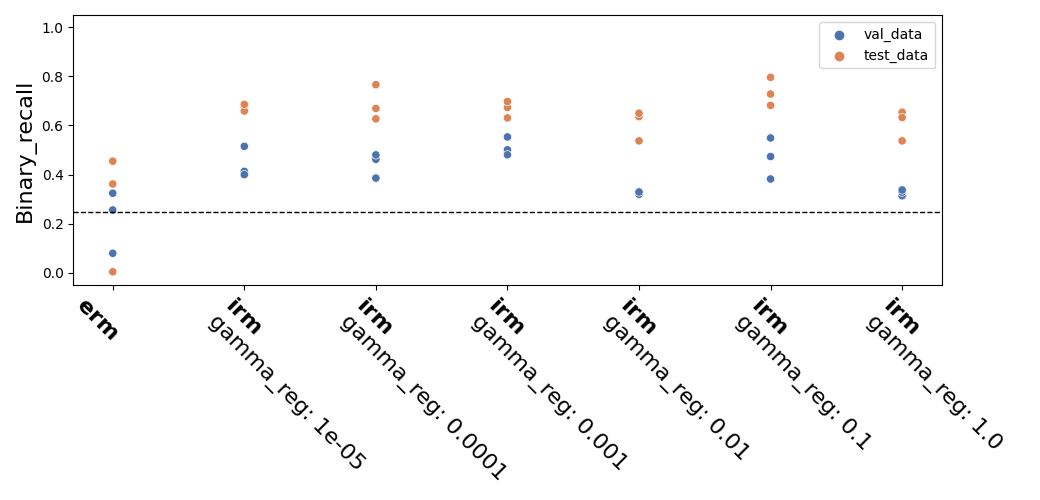 1.0
0.8
0.6
0.4
0.2
0.0
Binary_recall
val_data
test_data
erm
irm
gamma_reg: 1e-05
irm
gamma_reg: 0.0001
irm
gamma_reg: 0.001
irm
gamma_reg: 0.01
irm
gamma_reg: 0.1
irm
gamma_reg: 1.0